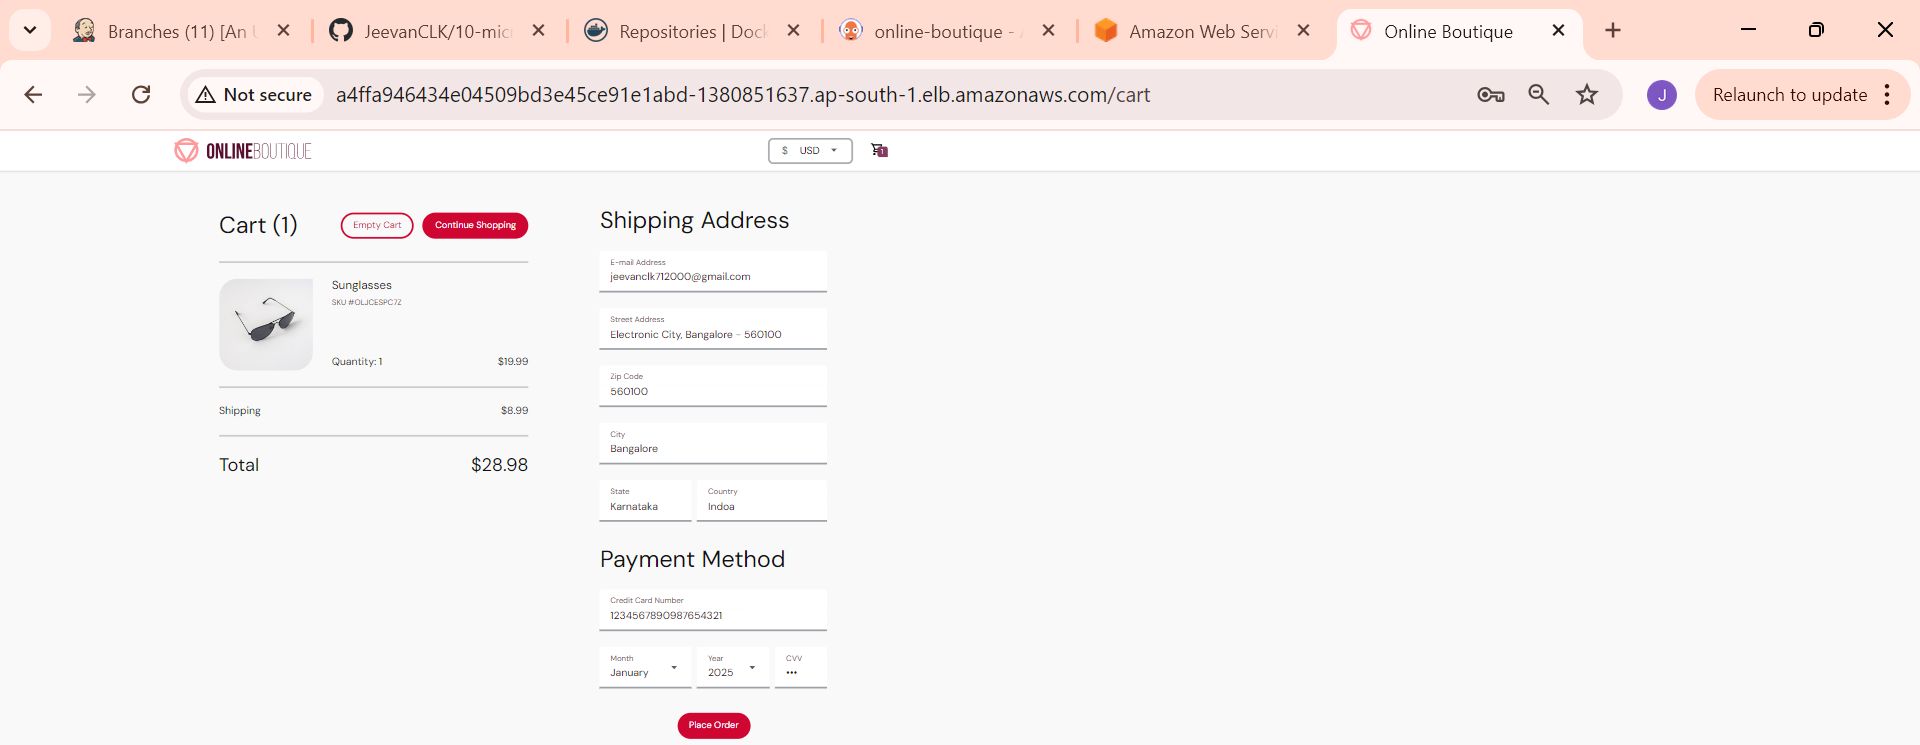 Branches (11) [An
JeevanCLK/10-mic
Repositories | Dock
online-boutique -
Amazon Web Servi
Online Boutique
Not secure
a4ffa946434e04509bd3e45ce91e1abd-1380851637.ap-south-1.elb.amazonaws.com/cart
J
Relaunch to update
ONLINEBOUTIQUE
$ USD
1
Cart (1)
Empty Cart
Continue Shopping
Sunglasses
SKU #OLJCESPC7Z
Quantity: 1
$19.99
Shipping
$8.99
Total
$28.98
Shipping Address
E-mail Address
jeevanclk712000@gmail.com
Street Address
Electronic City, Bangalore - 560100
Zip Code
560100
City
Bangalore
State
Karnataka
Country
Indoa
Payment Method
Credit Card Number
1234567890987654321
Month
January
Year
2025
CVV
•••
Place Order